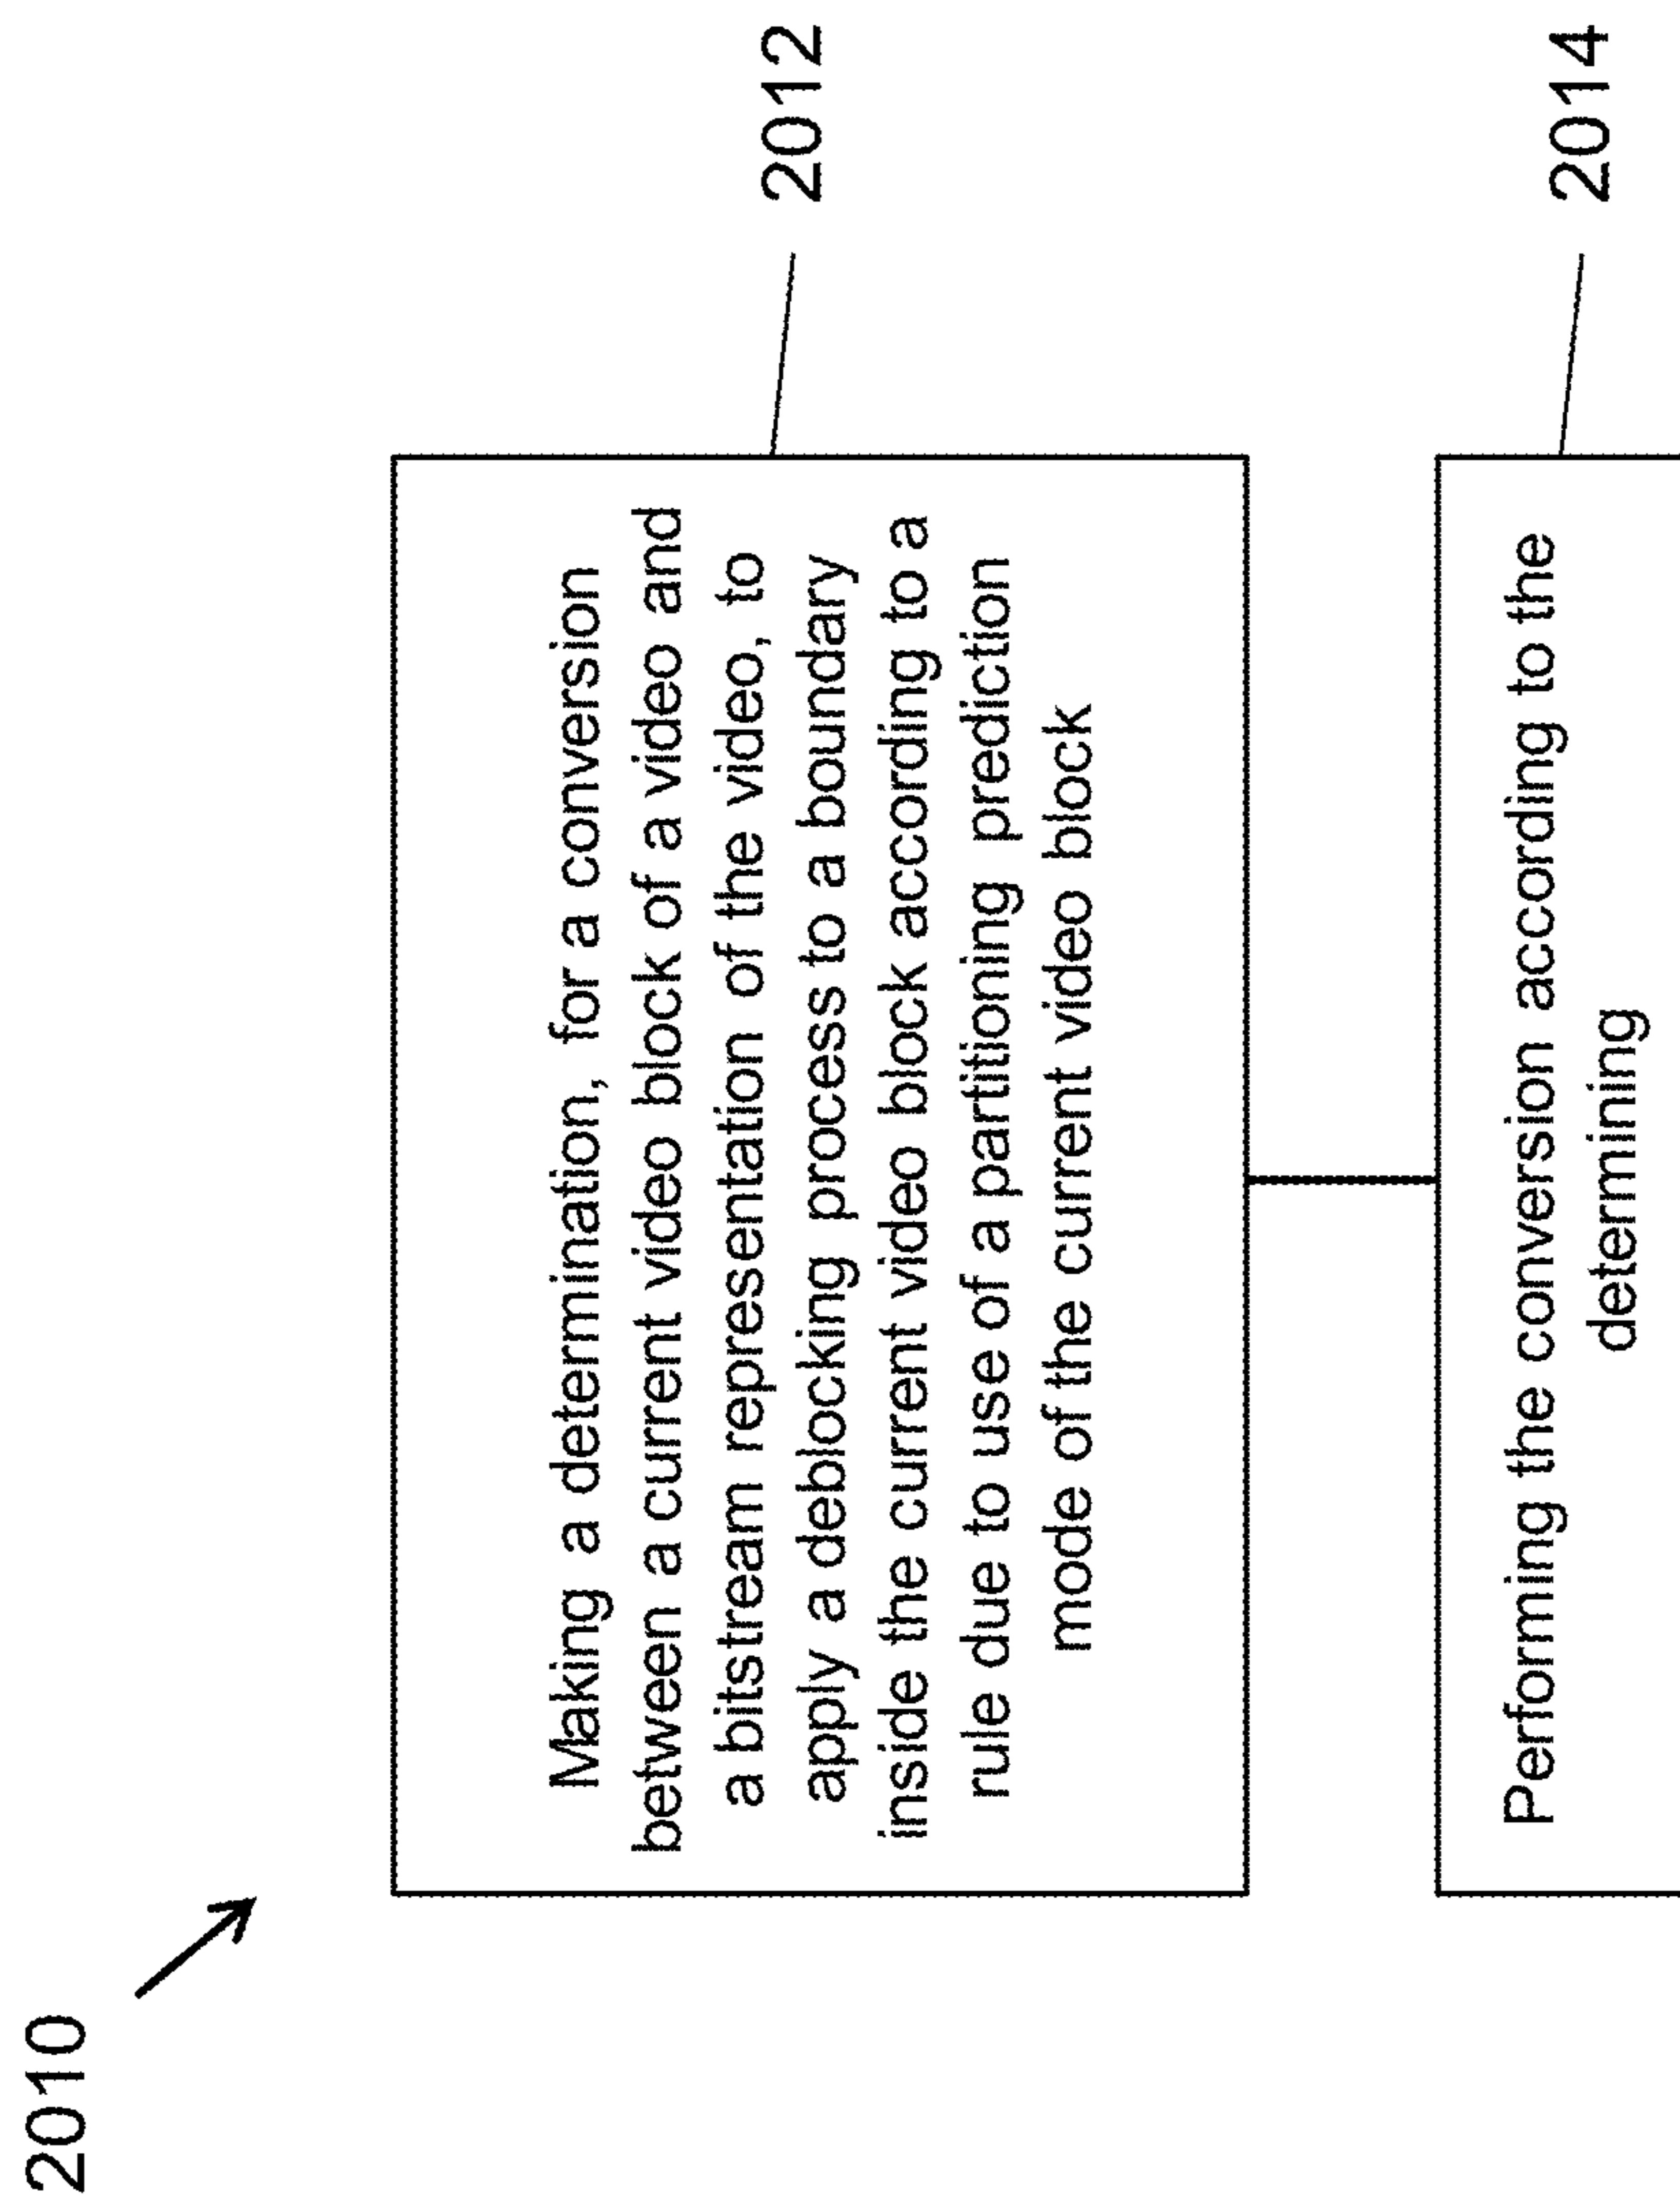 2010
Making a determination, for a conversion
between a current video block of a video and
a bitstream representation of the video, to
apply a deblocking process to a boundary
inside the current video block according to a
rule due to use of a partitioning prediction
mode of the current video block
2012
Performing the conversion according to the
determining
2014